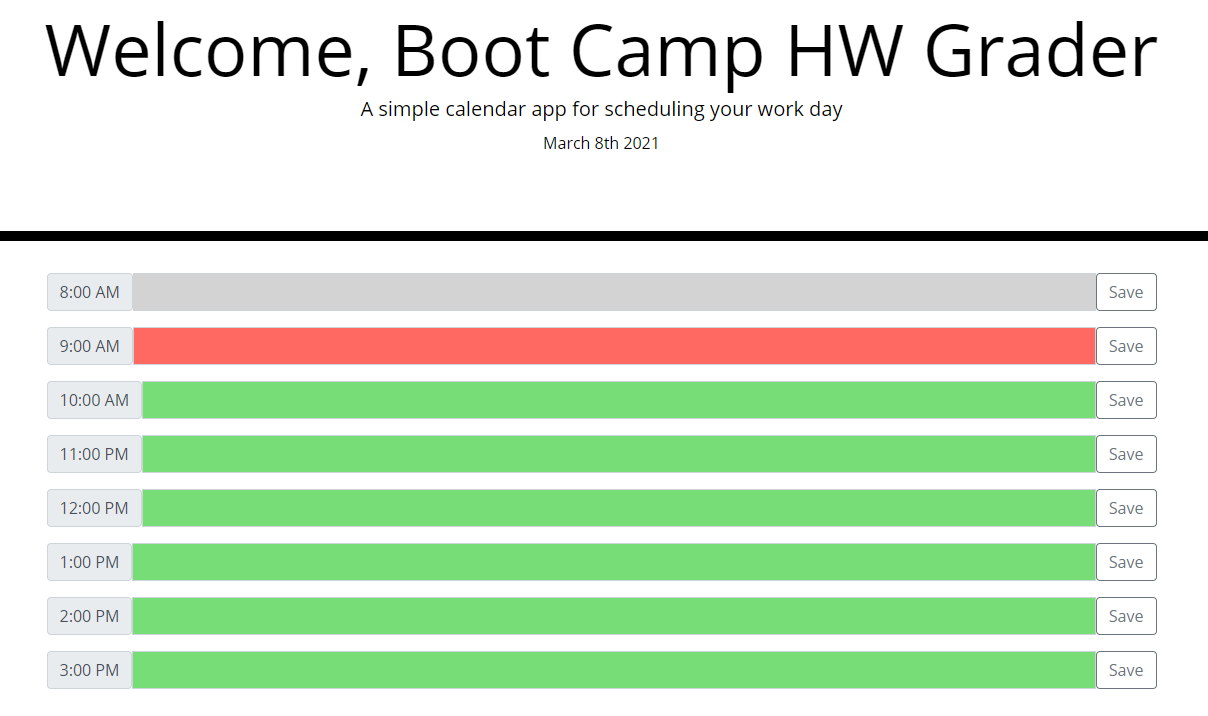 Welcome, Boot Camp HW Grader
A simple calendar app for scheduling your work day
March 8th 2021
8:00 AM Save
9:00 AM Save
10:00 AM Save
11:00 PM Save
12:00 PM Save
1:00 PM Save
2:00 PM Save
3:00 PM Save